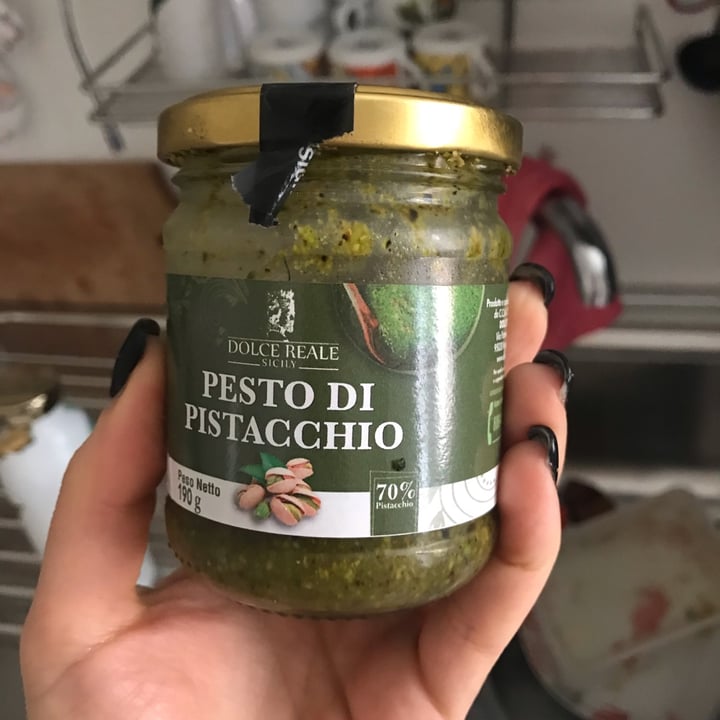 DOLCE REALE
SICILY
PESTO DI
PISTACCHIO
Peso Netto
190 g
70%
Pistacchio